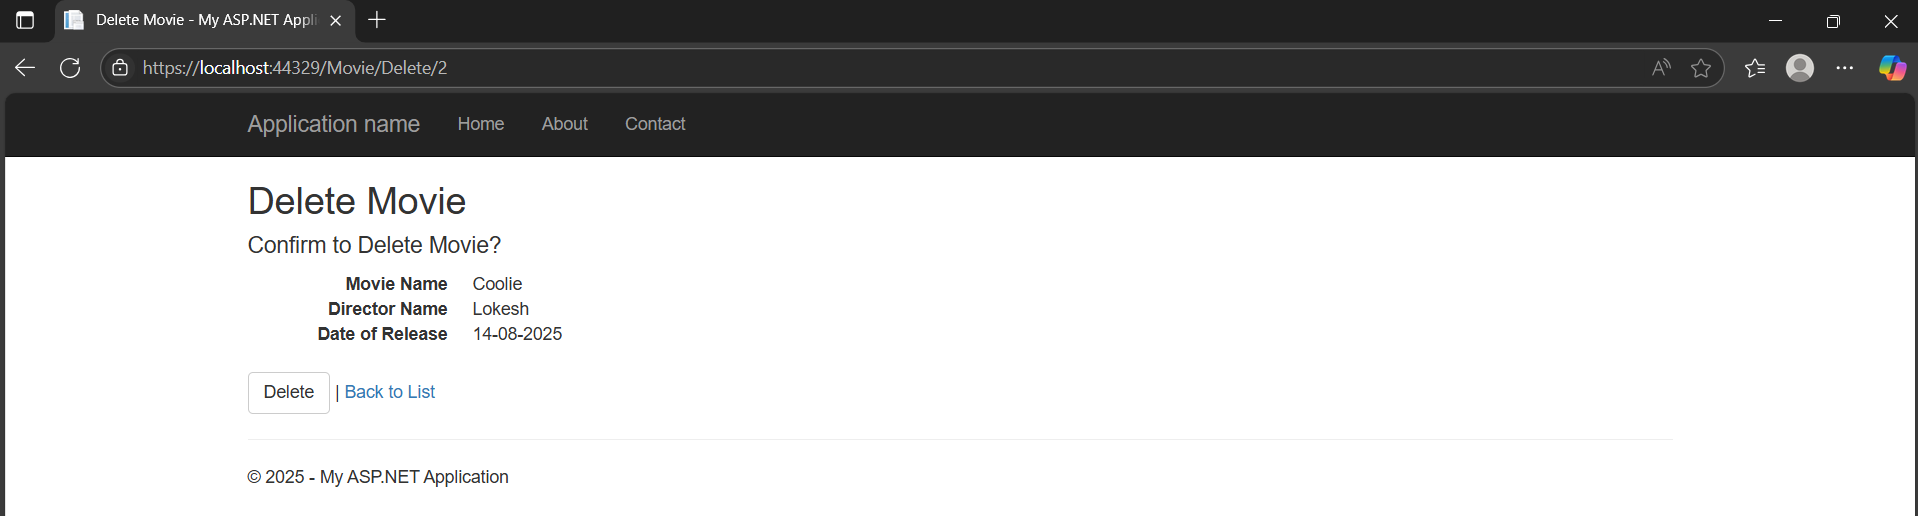 Delete Movie - My ASP.NET Appli
https://localhost:44329/Movie/Delete/2
Application name Home About Contact
Delete Movie
Confirm to Delete Movie?
Movie Name Coolie
Director Name Lokesh
Date of Release 14-08-2025
Delete | Back to List
© 2025 - My ASP.NET Application